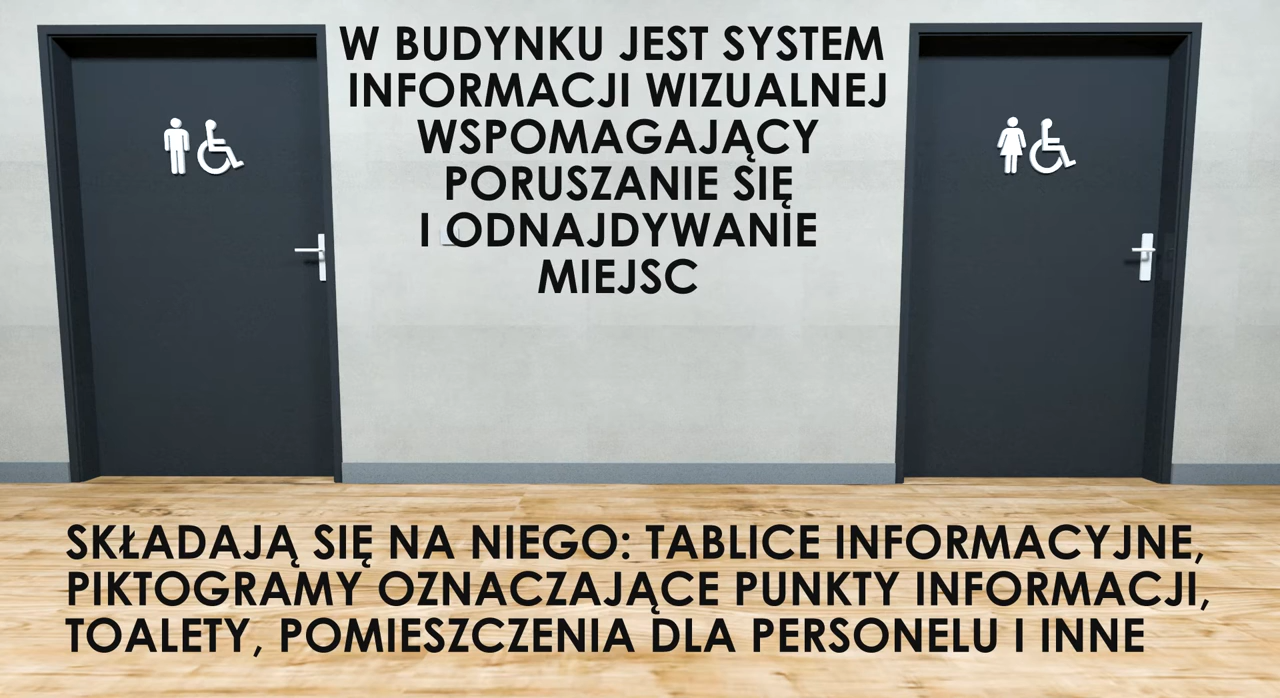 W BUDYNKU JEST SYSTEM
INFORMACJI WIZUALNEJ
WSPOMAGAJĄCY
PORUSZANIE SIĘ
I ODNAJDYWANIE
MIEJSC
SKŁADAJĄ SIĘ NA NIEGO: TABLICE INFORMACYJNE,
PIKTOGRAMY OZNACZAJĄCE PUNKTY INFORMACJI,
TOALETY, POMIESZCZENIA DLA PERSONELU I INNE